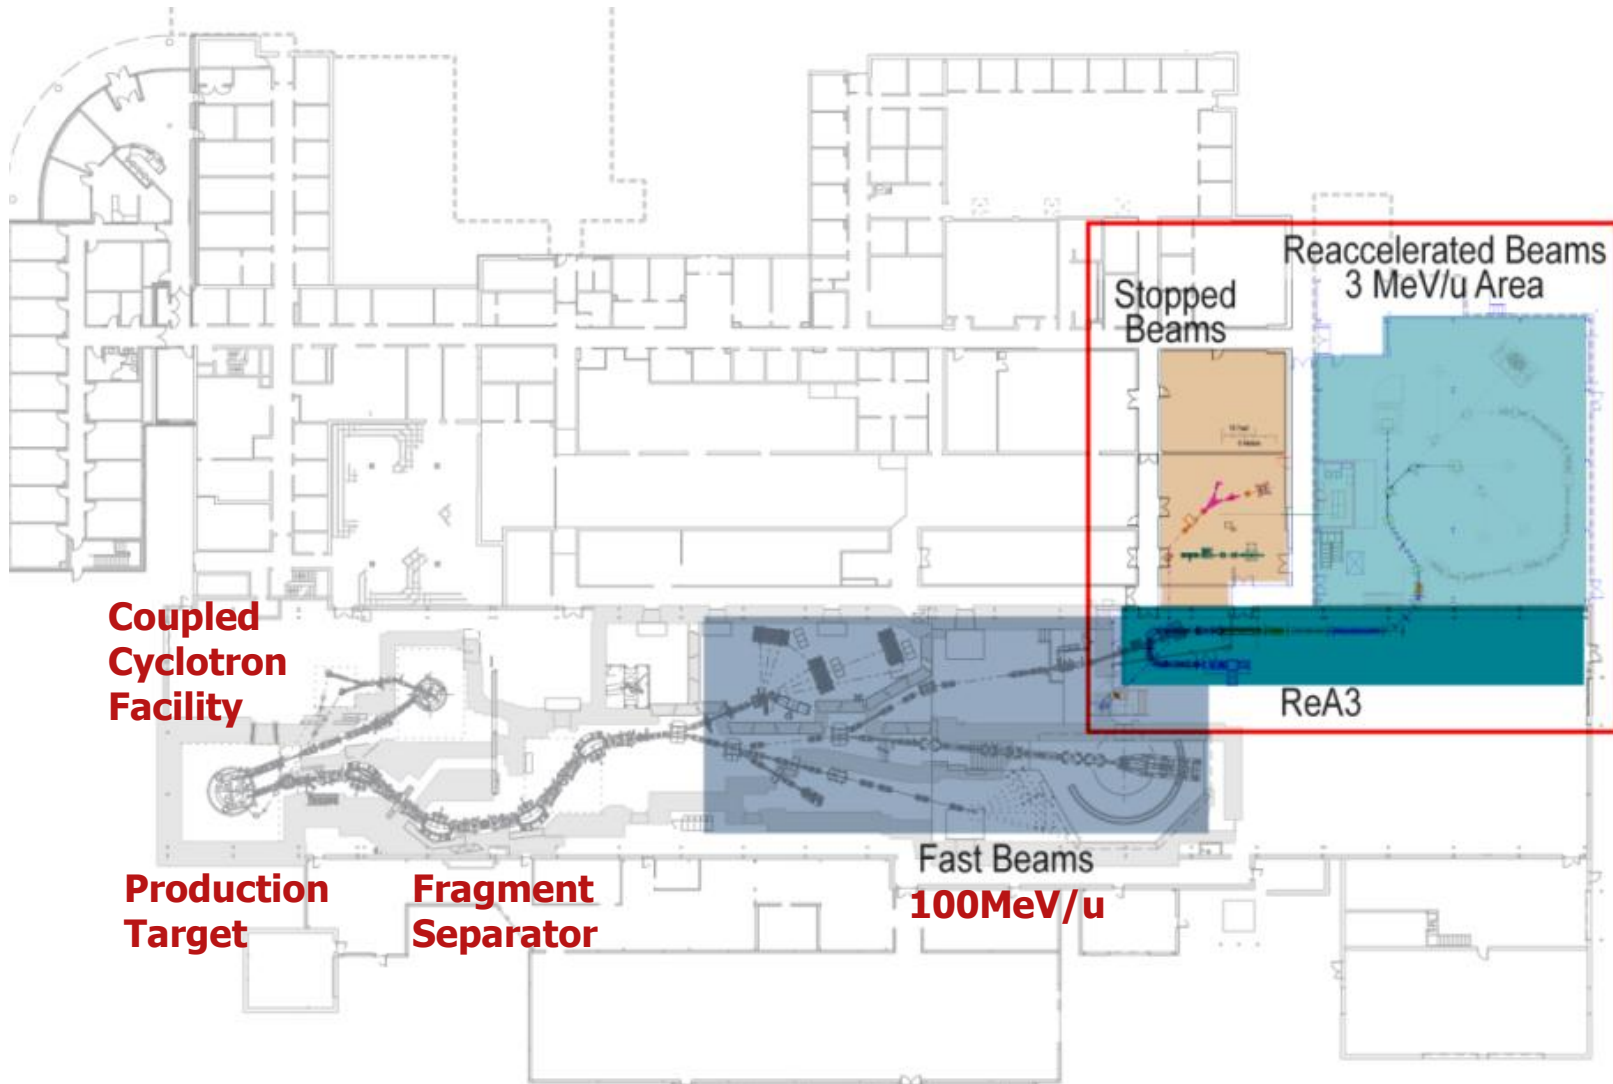 Reaccelerated Beams
3 MeV/u Area
Stopped
Beams
Coupled
Cyclotron
Facility
ReA3
Production
Target
Fragment
Separator
Fast Beams
100MeV/u